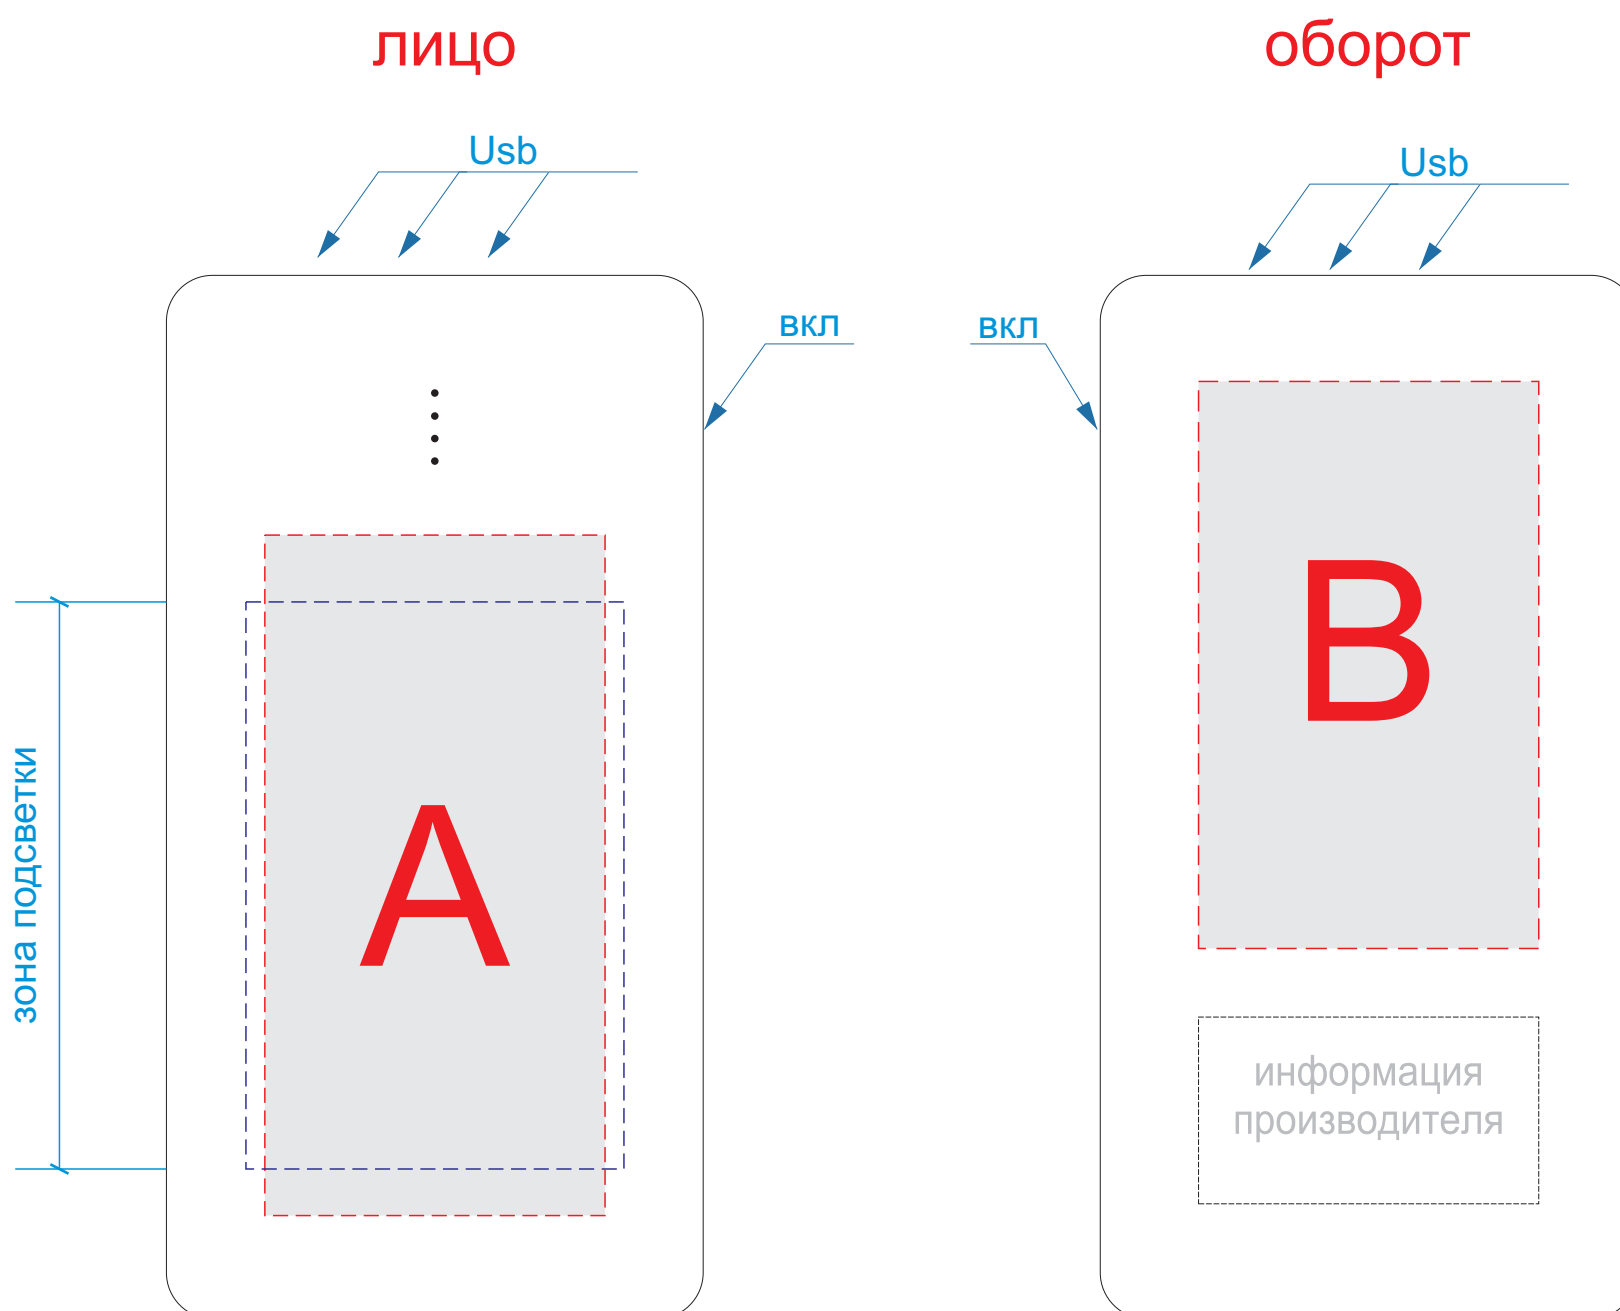 лицо
оборот
Usb
Usb
вкл
вкл
зона подсветки
A
B
информация
производителя